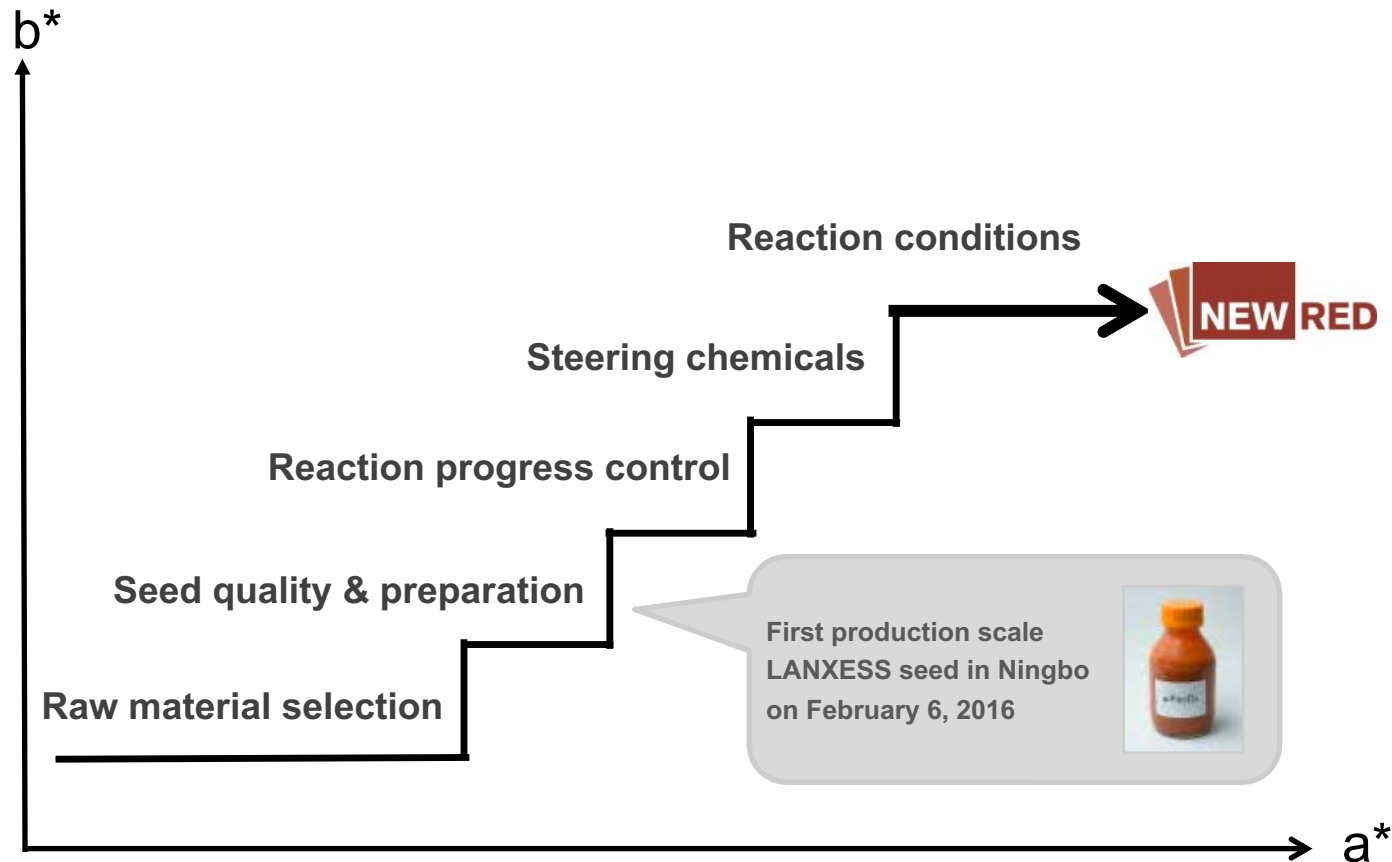 b*
Reaction conditions
NEW RED
Steering chemicals
Reaction progress control
Seed quality & preparation
First production scale
LANXESS seed in Ningbo
on February 6, 2016
α-Fe₂O₃
Raw material selection
a*